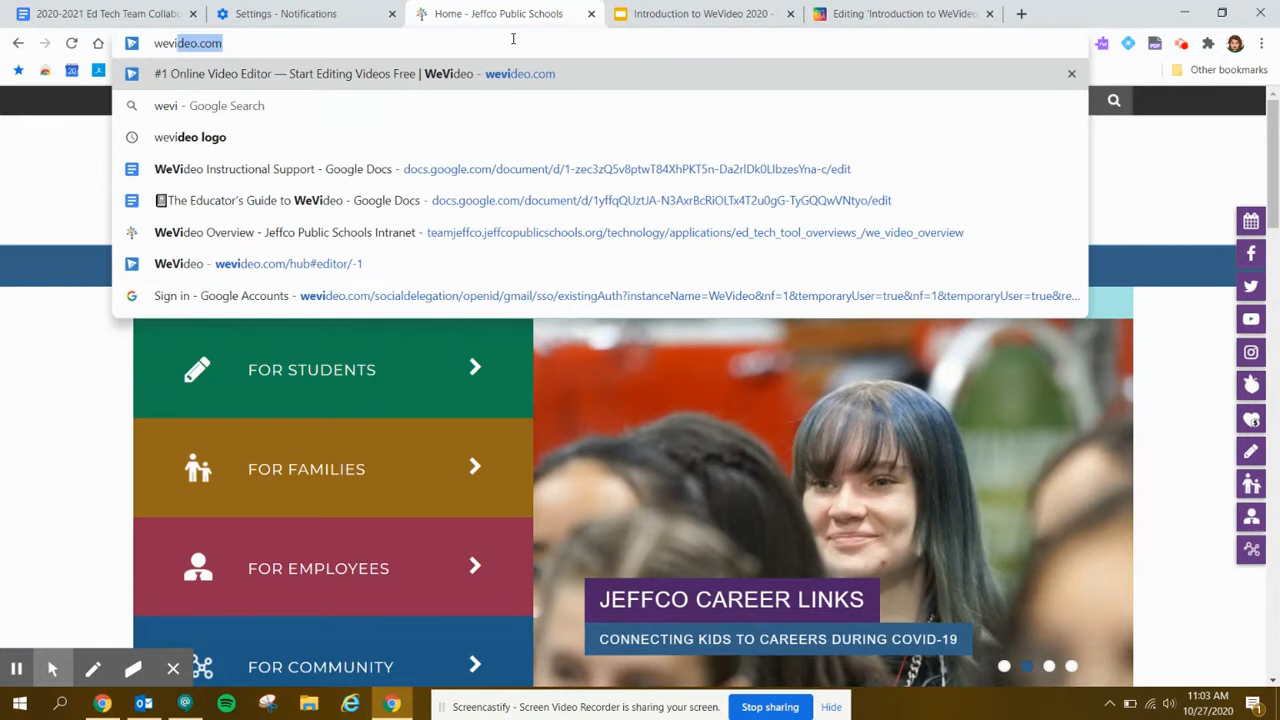 2020-2021 Ed Tech Team Collabo
Settings - Notifications
Home - Jeffco Public Schools
Introduction to WeVideo 2020 -
Editing 'Introduction to WeVideo
wevideo.com
Other bookmarks
#1 Online Video Editor — Start Editing Videos Free | WeVideo - wevideo.com
wevi - Google Search
wevideo logo
WeVideo Instructional Support - Google Docs - docs.google.com/document/d/1-zec3zQ5v8ptwT84XhPKT5n-Da2rlDk0LIbzesYna-c/edit
The Educator's Guide to WeVideo - Google Docs - docs.google.com/document/d/1yffqQUztJA-N3AxrBcRiOLTx4T2u0gG-TyGQQwVNtyo/edit
WeVideo Overview - Jeffco Public Schools Intranet - teamjeffco.jeffcopublicschools.org/technology/applications/ed_tech_tool_overviews_/we_video_overview
WeVideo - wevideo.com/hub#editor/-1
Sign in - Google Accounts - wevideo.com/socialdelegation/openid/gmail/sso/existingAuth?instanceName=WeVideo&nf=1&temporaryUser=true&nf=1&temporaryUser=true&re...
FOR STUDENTS
FOR FAMILIES
FOR EMPLOYEES
FOR COMMUNITY
JEFFCO CAREER LINKS
CONNECTING KIDS TO CAREERS DURING COVID-19
Screencastify - Screen Video Recorder is sharing your screen.
Stop sharing
Hide
11:03 AM
10/27/2020